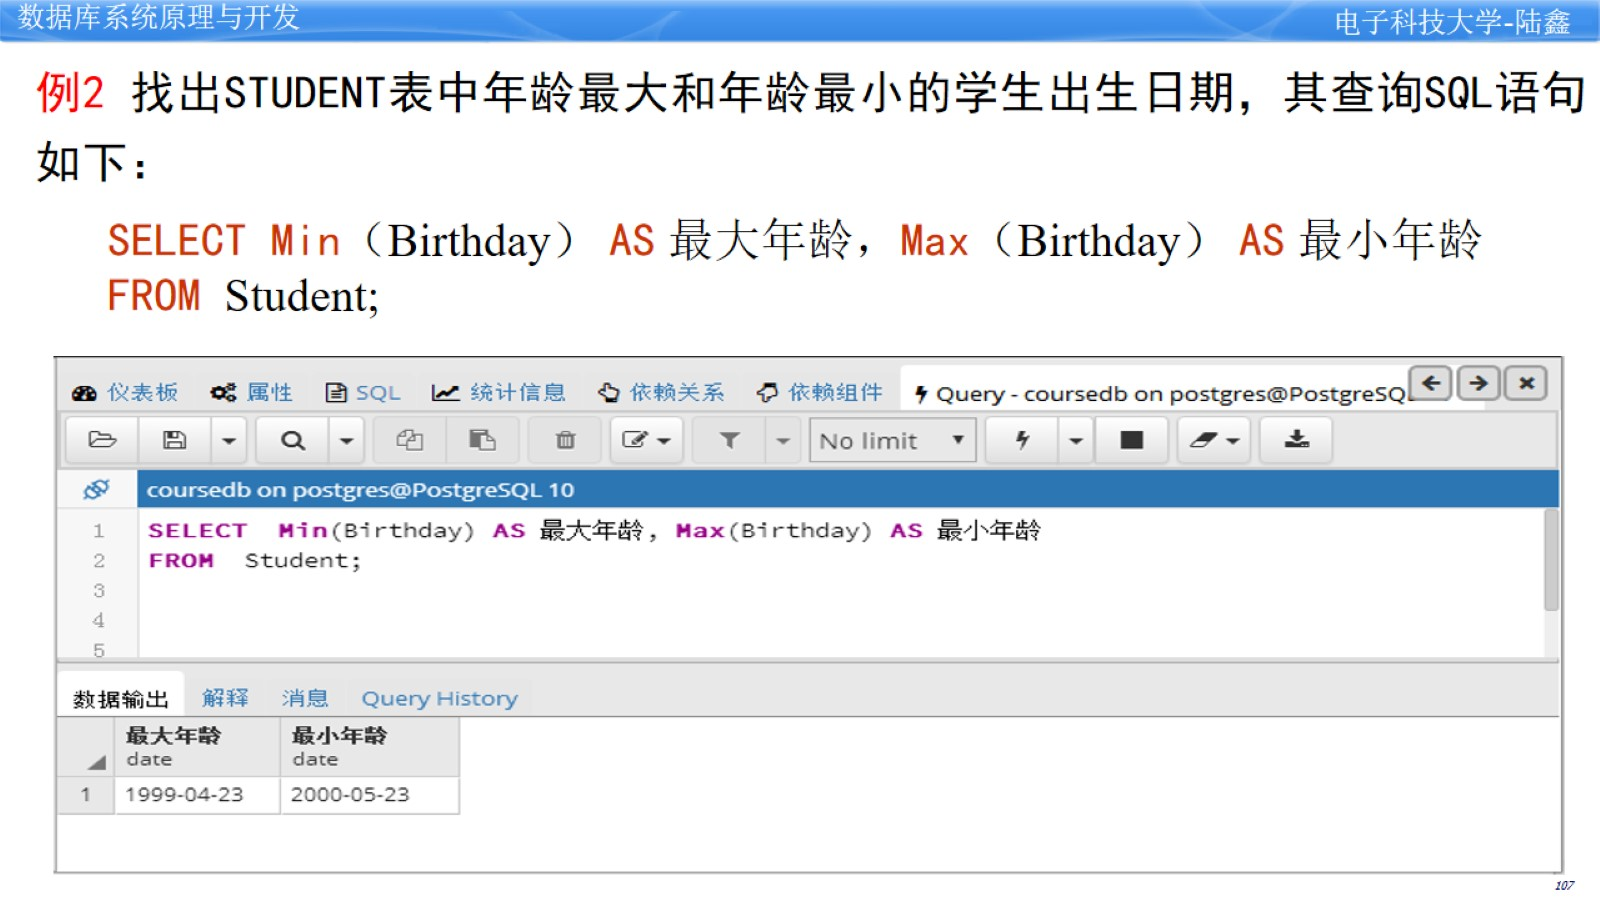 数据库系统原理与开发
电子科技大学-陆鑫
例2 找出STUDENT表中年龄最大和年龄最小的学生出生日期，其查询SQL语句
如下：
SELECT Min（Birthday） AS 最大年龄，Max（Birthday） AS 最小年龄
FROM Student;
仪表板 属性 SQL 统计信息 依赖关系 依赖组件 Query - coursedb on postgres@PostgreSQL
No limit
coursedb on postgres@PostgreSQL 10
1 SELECT Min(Birthday) AS 最大年龄, Max(Birthday) AS 最小年龄
2 FROM Student;
3
4
5
数据输出 解释 消息 Query History
最大年龄 最小年龄
date date
1 1999-04-23 2000-05-23
107